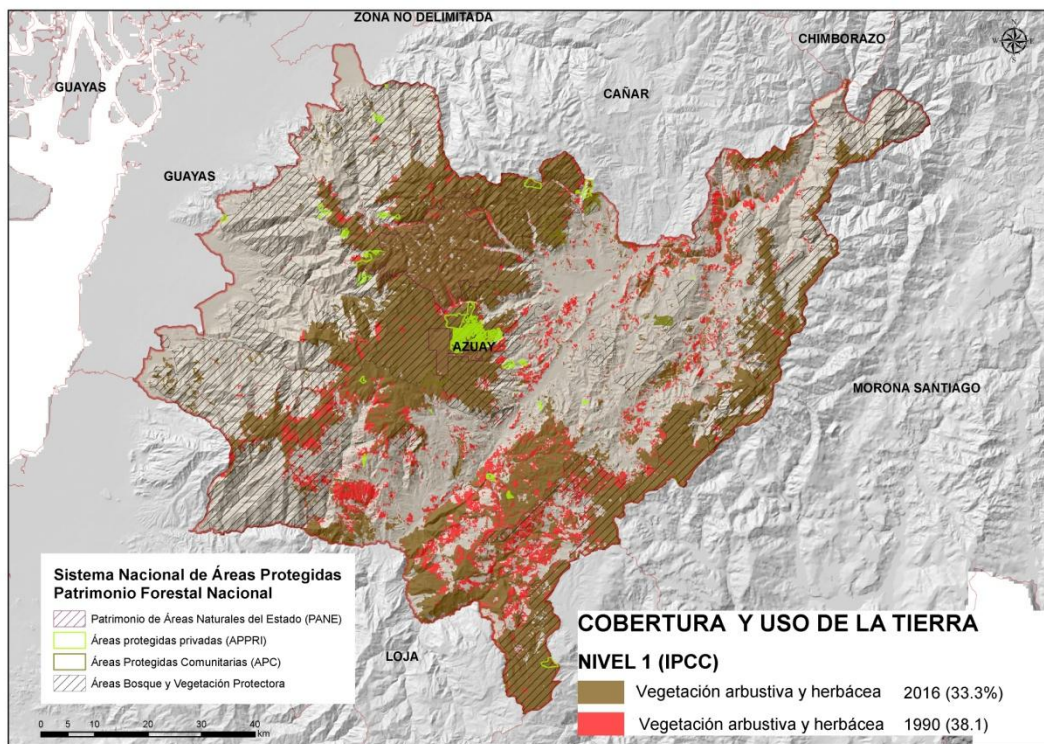 ZONA NO DELIMITADA
CHIMBORAZO
N
W
E
S
GUAYAS
CAÑAR
GUAYAS
AZUAY
MORONA SANTIAGO
LOJA
Sistema Nacional de Áreas Protegidas
Patrimonio Forestal Nacional
Patrimonio de Áreas Naturales del Estado (PANE)
Áreas protegidas privadas (APPRI)
Áreas Protegidas Comunitarias (APC)
Áreas Bosque y Vegetación Protectora
0 5 10 20 30 40
km
COBERTURA Y USO DE LA TIERRA
NIVEL 1 (IPCC)
Vegetación arbustiva y herbácea 2016 (33.3%)
Vegetación arbustiva y herbácea 1990 (38.1)